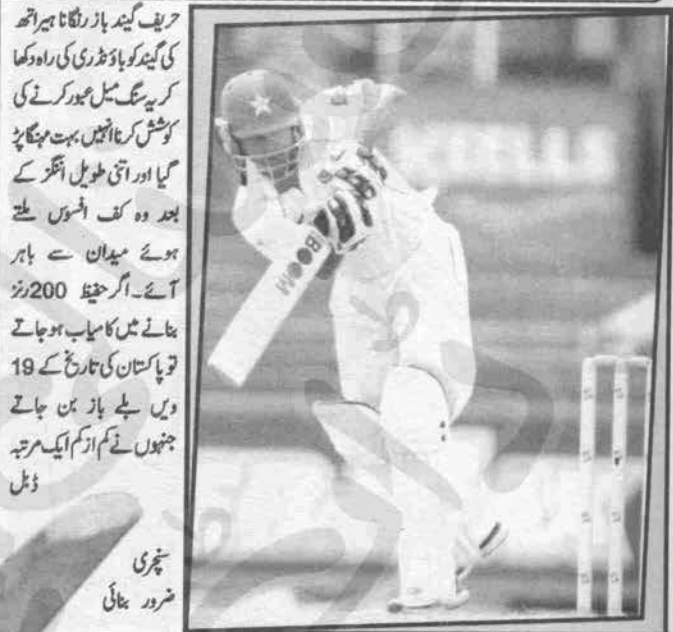 حریف گیند باز رنگانا ہیراتھ
کی گیند کو باؤنڈری کی راہ دکھا
کر یہ سنگ میل عبور کرنے کی
کوشش کرنا انہیں بہت مہنگا پڑ
گیا اور اتنی طویل اننگز کے
بعد وہ کف افسوس ملتے
ہوئے میدان سے باہر
آئے۔ اگر حفیظ 200 رنز
بنانے میں کامیاب ہو جاتے
تو پاکستان کی تاریخ کے 19
ویں بلے باز بن جاتے
جنہوں نے کم از کم ایک مرتبہ
ڈبل
سنچری
ضرور بنائی
BOOM